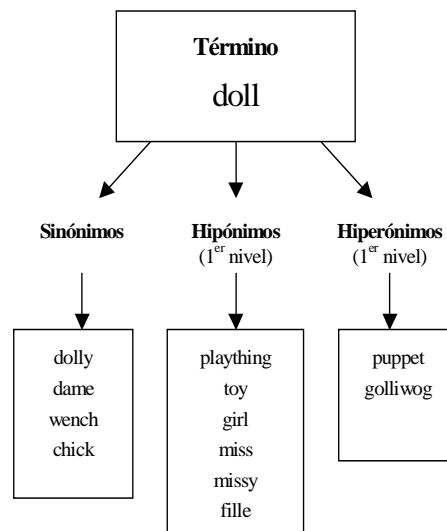 Término
doll
Sinónimos
dolly
dame
wench
chick
Hipónimos
(1er nivel)
plaything
toy
girl
miss
missy
fille
Hiperónimos
(1er nivel)
puppet
golliwog